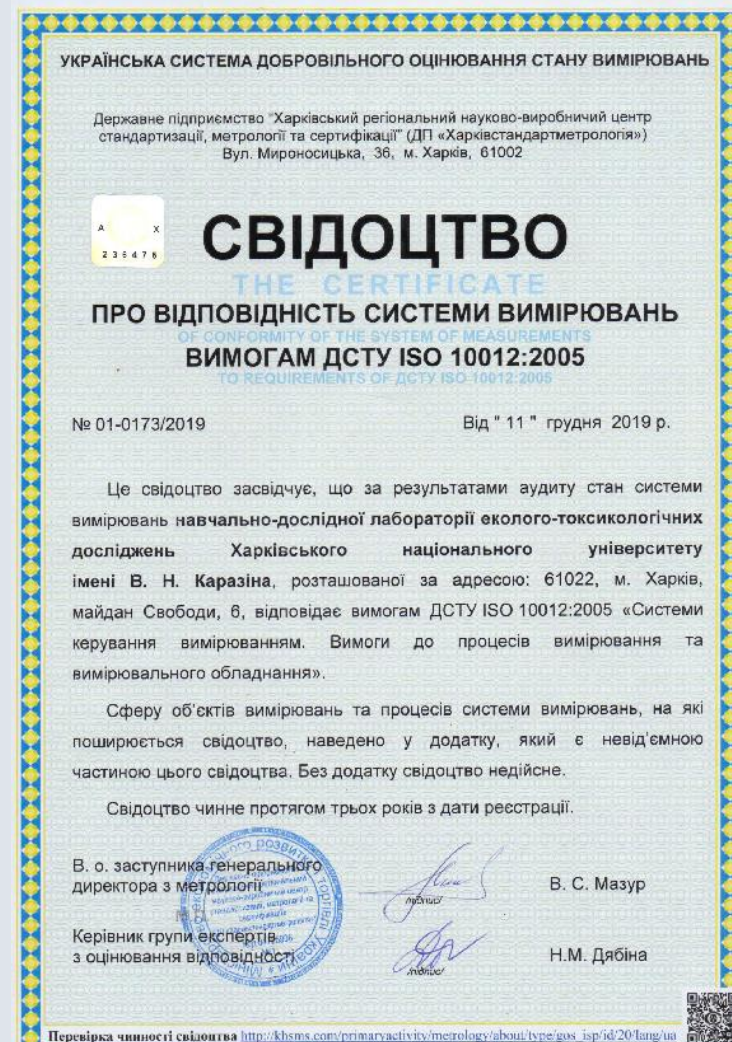 УКРАЇНСЬКА СИСТЕМА ДОБРОВІЛЬНОГО ОЦІНЮВАННЯ СТАНУ ВИМІРЮВАНЬ
Державне підприємство "Харківський регіональний науково-виробничий центр
стандартизації, метрології та сертифікації" (ДП «Харківстандартметрологія»)
Вул. Мироносицька, 36, м. Харків, 61002
А Х
236476
СВІДОЦТВО
THE CERTIFICATE
ПРО ВІДПОВІДНІСТЬ СИСТЕМИ ВИМІРЮВАНЬ
OF CONFORMITY OF THE SYSTEM OF MEASUREMENTS
ВИМОГАМ ДСТУ ISO 10012:2005
TO REQUIREMENTS OF ДСТУ ISO 10012:2005
№ 01-0173/2019 Від " 11 " грудня 2019 р.
Це свідоцтво засвідчує, що за результатами аудиту стан системи
вимірювань навчально-дослідної лабораторії еколого-токсикологічних
досліджень Харківського національного університету
імені В. Н. Каразіна, розташованої за адресою: 61022, м. Харків,
майдан Свободи, 6, відповідає вимогам ДСТУ ISO 10012:2005 «Системи
керування вимірюванням. Вимоги до процесів вимірювання та
вимірювального обладнання».
Сферу об'єктів вимірювань та процесів системи вимірювань, на які
поширюється свідоцтво, наведено у додатку, який є невід'ємною
частиною цього свідоцтва. Без додатку свідоцтво недійсне.
Свідоцтво чинне протягом трьох років з дати реєстрації.
В. о. заступника генерального
директора з метрології
підпис
В. С. Мазур
М.П.
Керівник групи експертів
з оцінювання відповідності
підпис
Н.М. Дябіна
Перевірка чинності свідоцтва http://khsms.com/primaryactivity/metrology/about/type/gos_isp/id/20/lang/ua